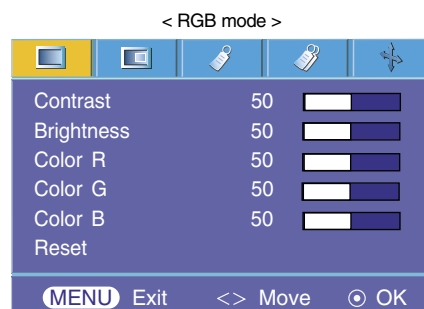 < RGB mode >
Contrast 50
Brightness 50
Color R 50
Color G 50
Color B 50
Reset
MENU Exit <> Move ⊙ OK